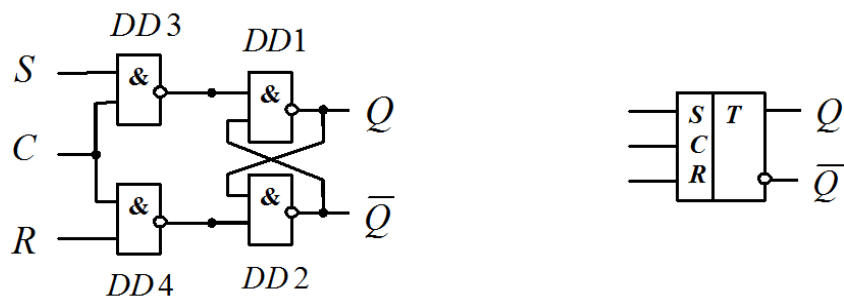 DD3 DD1
S & & Q
C
R & & Q̅
DD4 DD2
S T Q
C
R Q̅